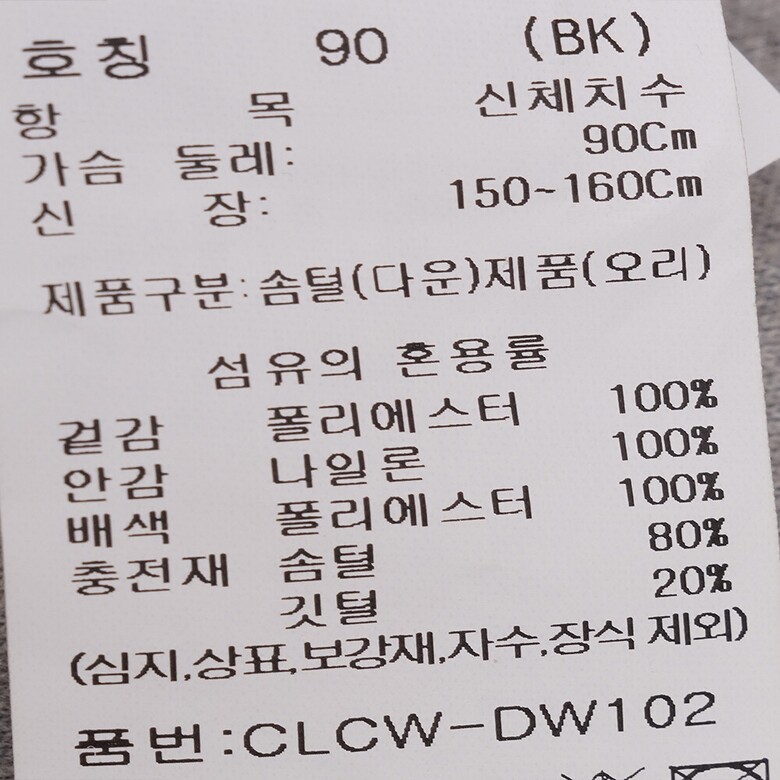 호칭 90 (BK)
항 목 신체치수
가슴 둘레: 90Cm
신 장: 150~160Cm
제품구분:솜털(다운)제품(오리)
섬유의 혼용률
겉감 폴리에스터 100%
안감 나일론 100%
배색 폴리에스터 100%
충전재 솜털 80%
깃털 20%
(심지,상표,보강재,자수,장식 제외)
품번:CLCW-DW102